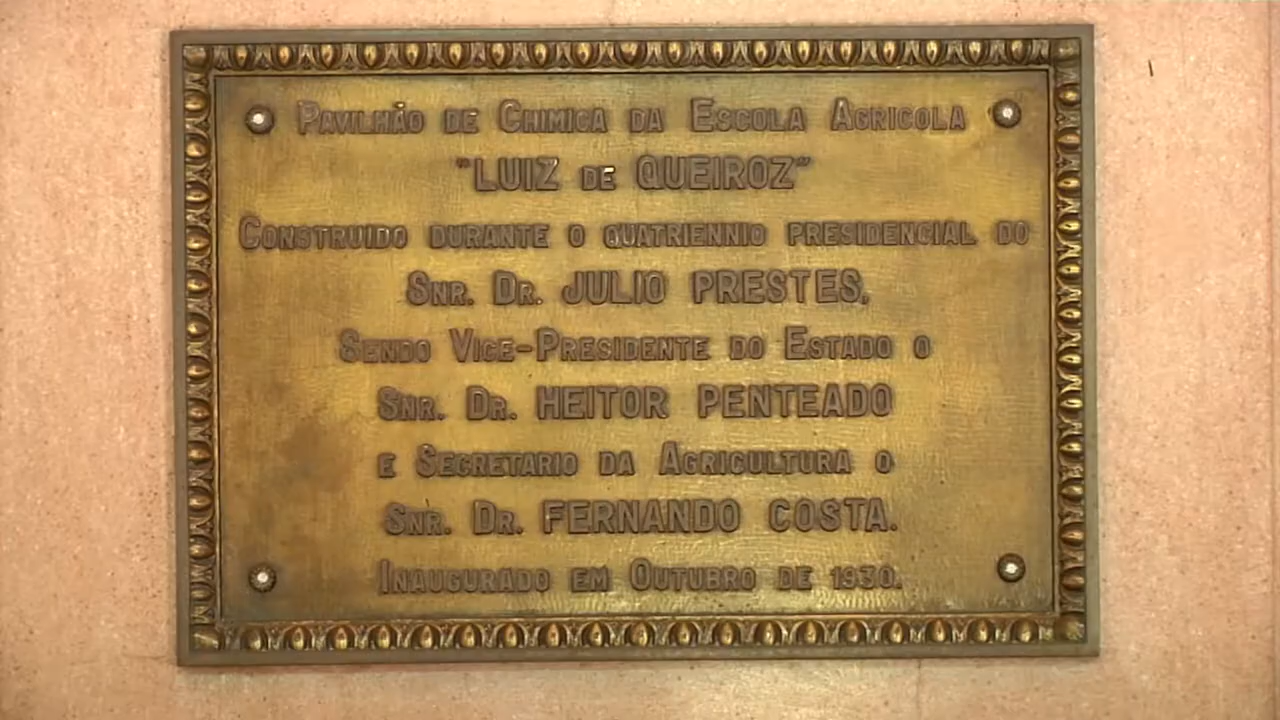 Pavilhão de Chimica da Escola Agricola
"LUIZ DE QUEIROZ"
Construido durante o quatriennio presidencial do
Snr. Dr. JULIO PRESTES,
Sendo Vice-Presidente do Estado o
Snr. Dr. HEITOR PENTEADO
e Secretario da Agricultura o
Snr. Dr. FERNANDO COSTA.
Inaugurado em Outubro de 1930.